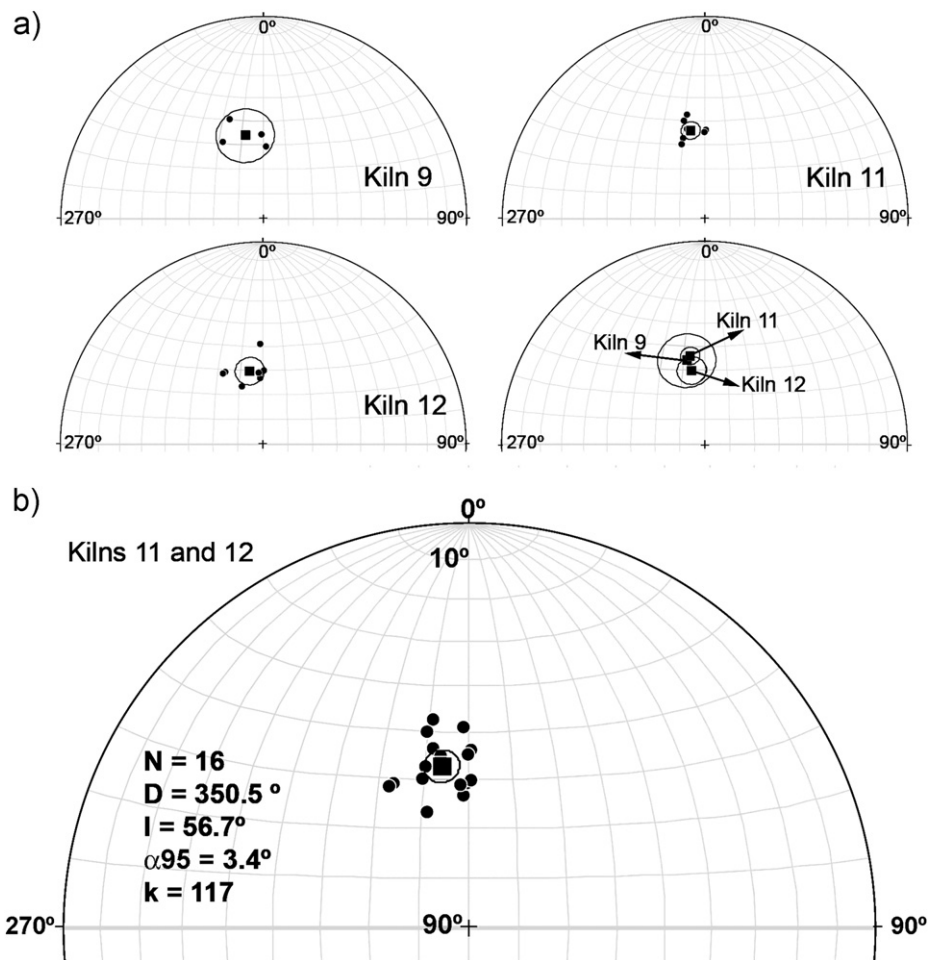 a)
0º
270º
90º
Kiln 9
0º
270º
90º
Kiln 11
0º
270º
90º
Kiln 12
0º
Kiln 11
Kiln 9
Kiln 12
270º
90º
b)
0º
Kilns 11 and 12
10º
N = 16
D = 350.5 º
I = 56.7º
α95 = 3.4º
k = 117
270º
90º
90º